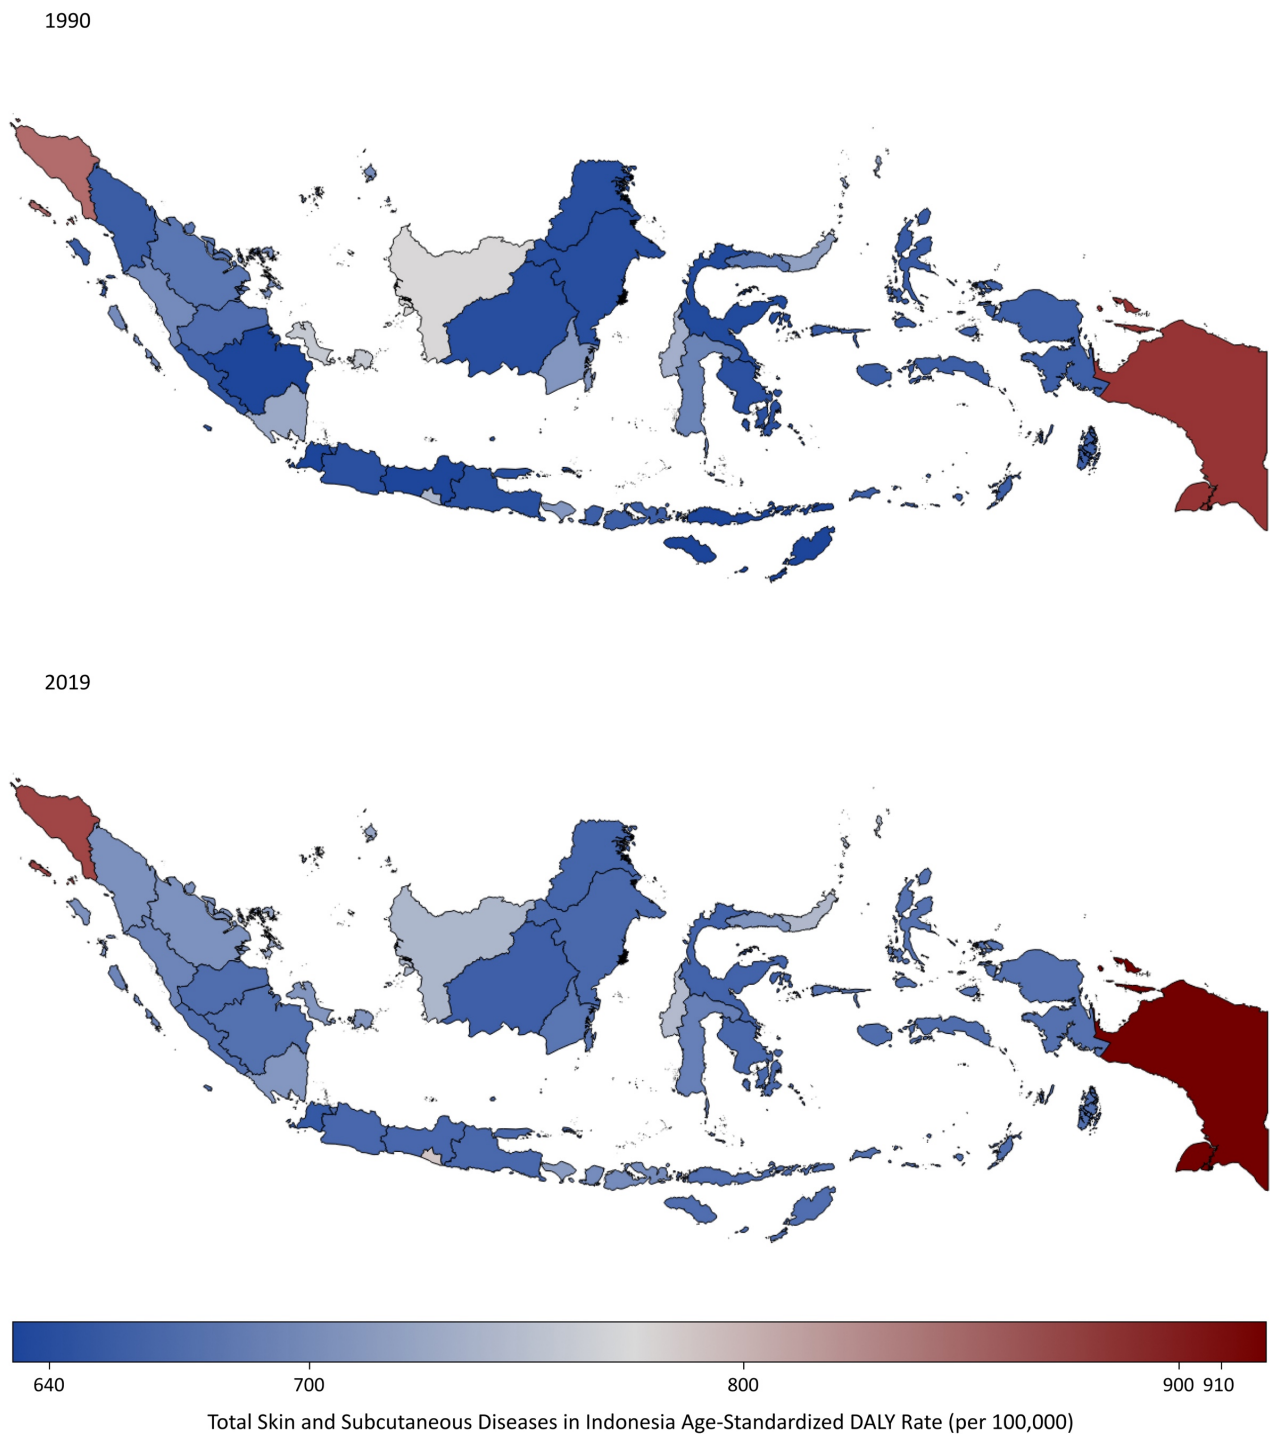 1990
2019
640 700 800 900 910
Total Skin and Subcutaneous Diseases in Indonesia Age-Standardized DALY Rate (per 100,000)